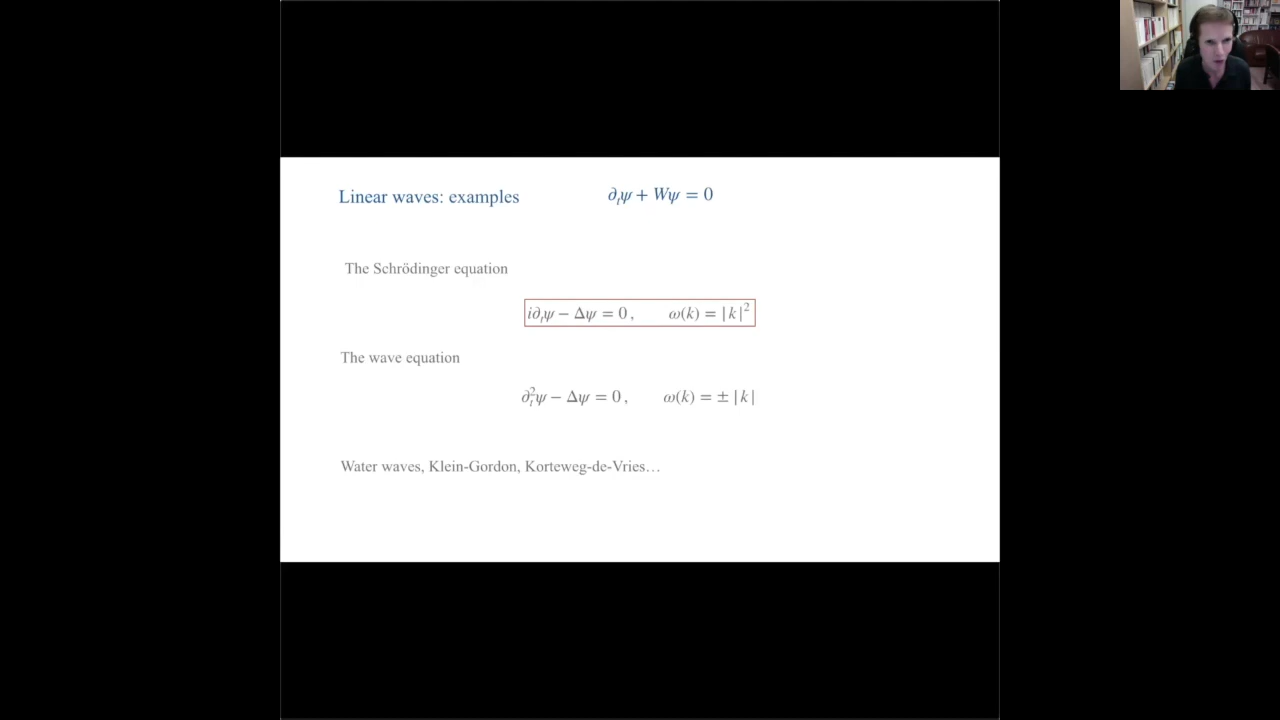 Linear waves: examples ∂ₜψ + Wψ = 0
The Schrödinger equation
i∂ₜψ − Δψ = 0 , ω(k) = |k|²
The wave equation
∂ₜ²ψ − Δψ = 0 , ω(k) = ± |k|
Water waves, Klein-Gordon, Korteweg-de-Vries…